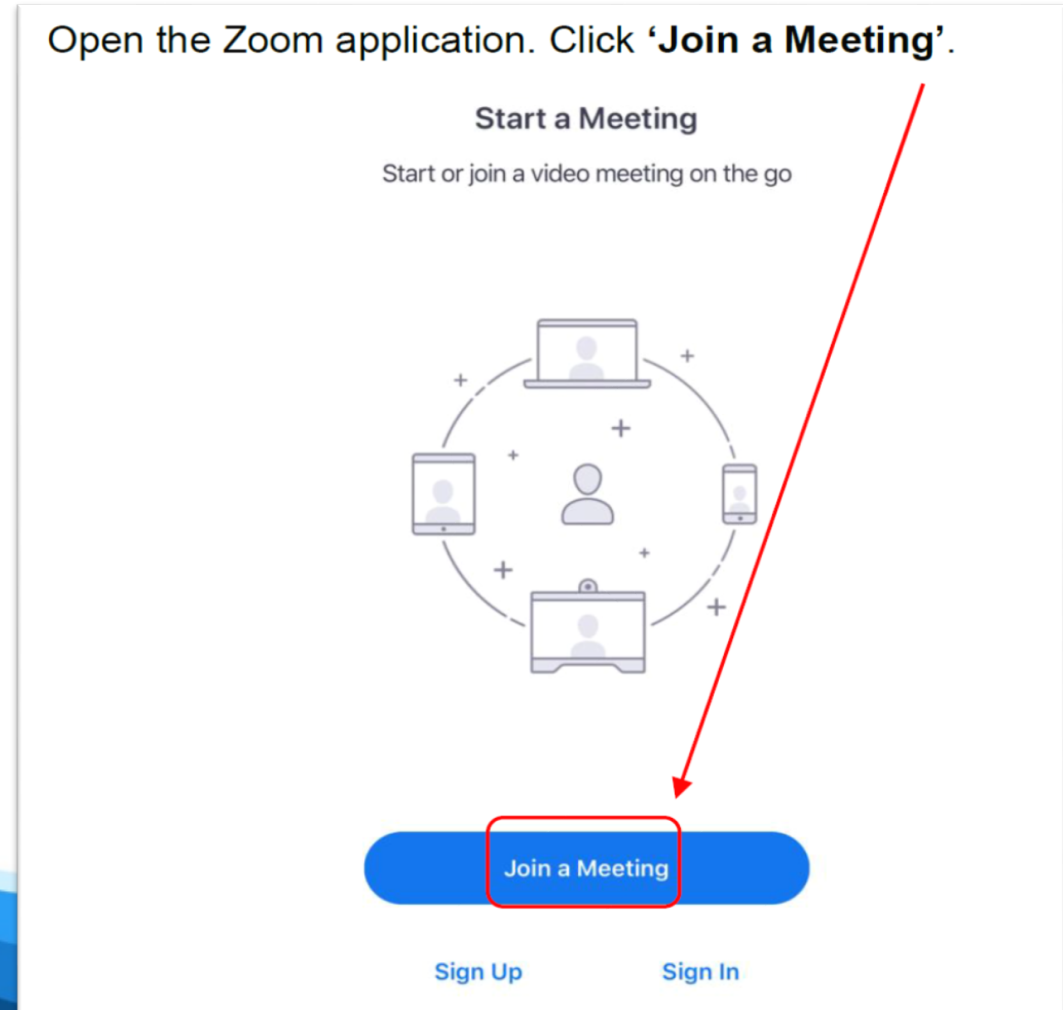 Open the Zoom application. Click ‘Join a Meeting’.
Start a Meeting
Start or join a video meeting on the go
Join a Meeting
Sign Up
Sign In